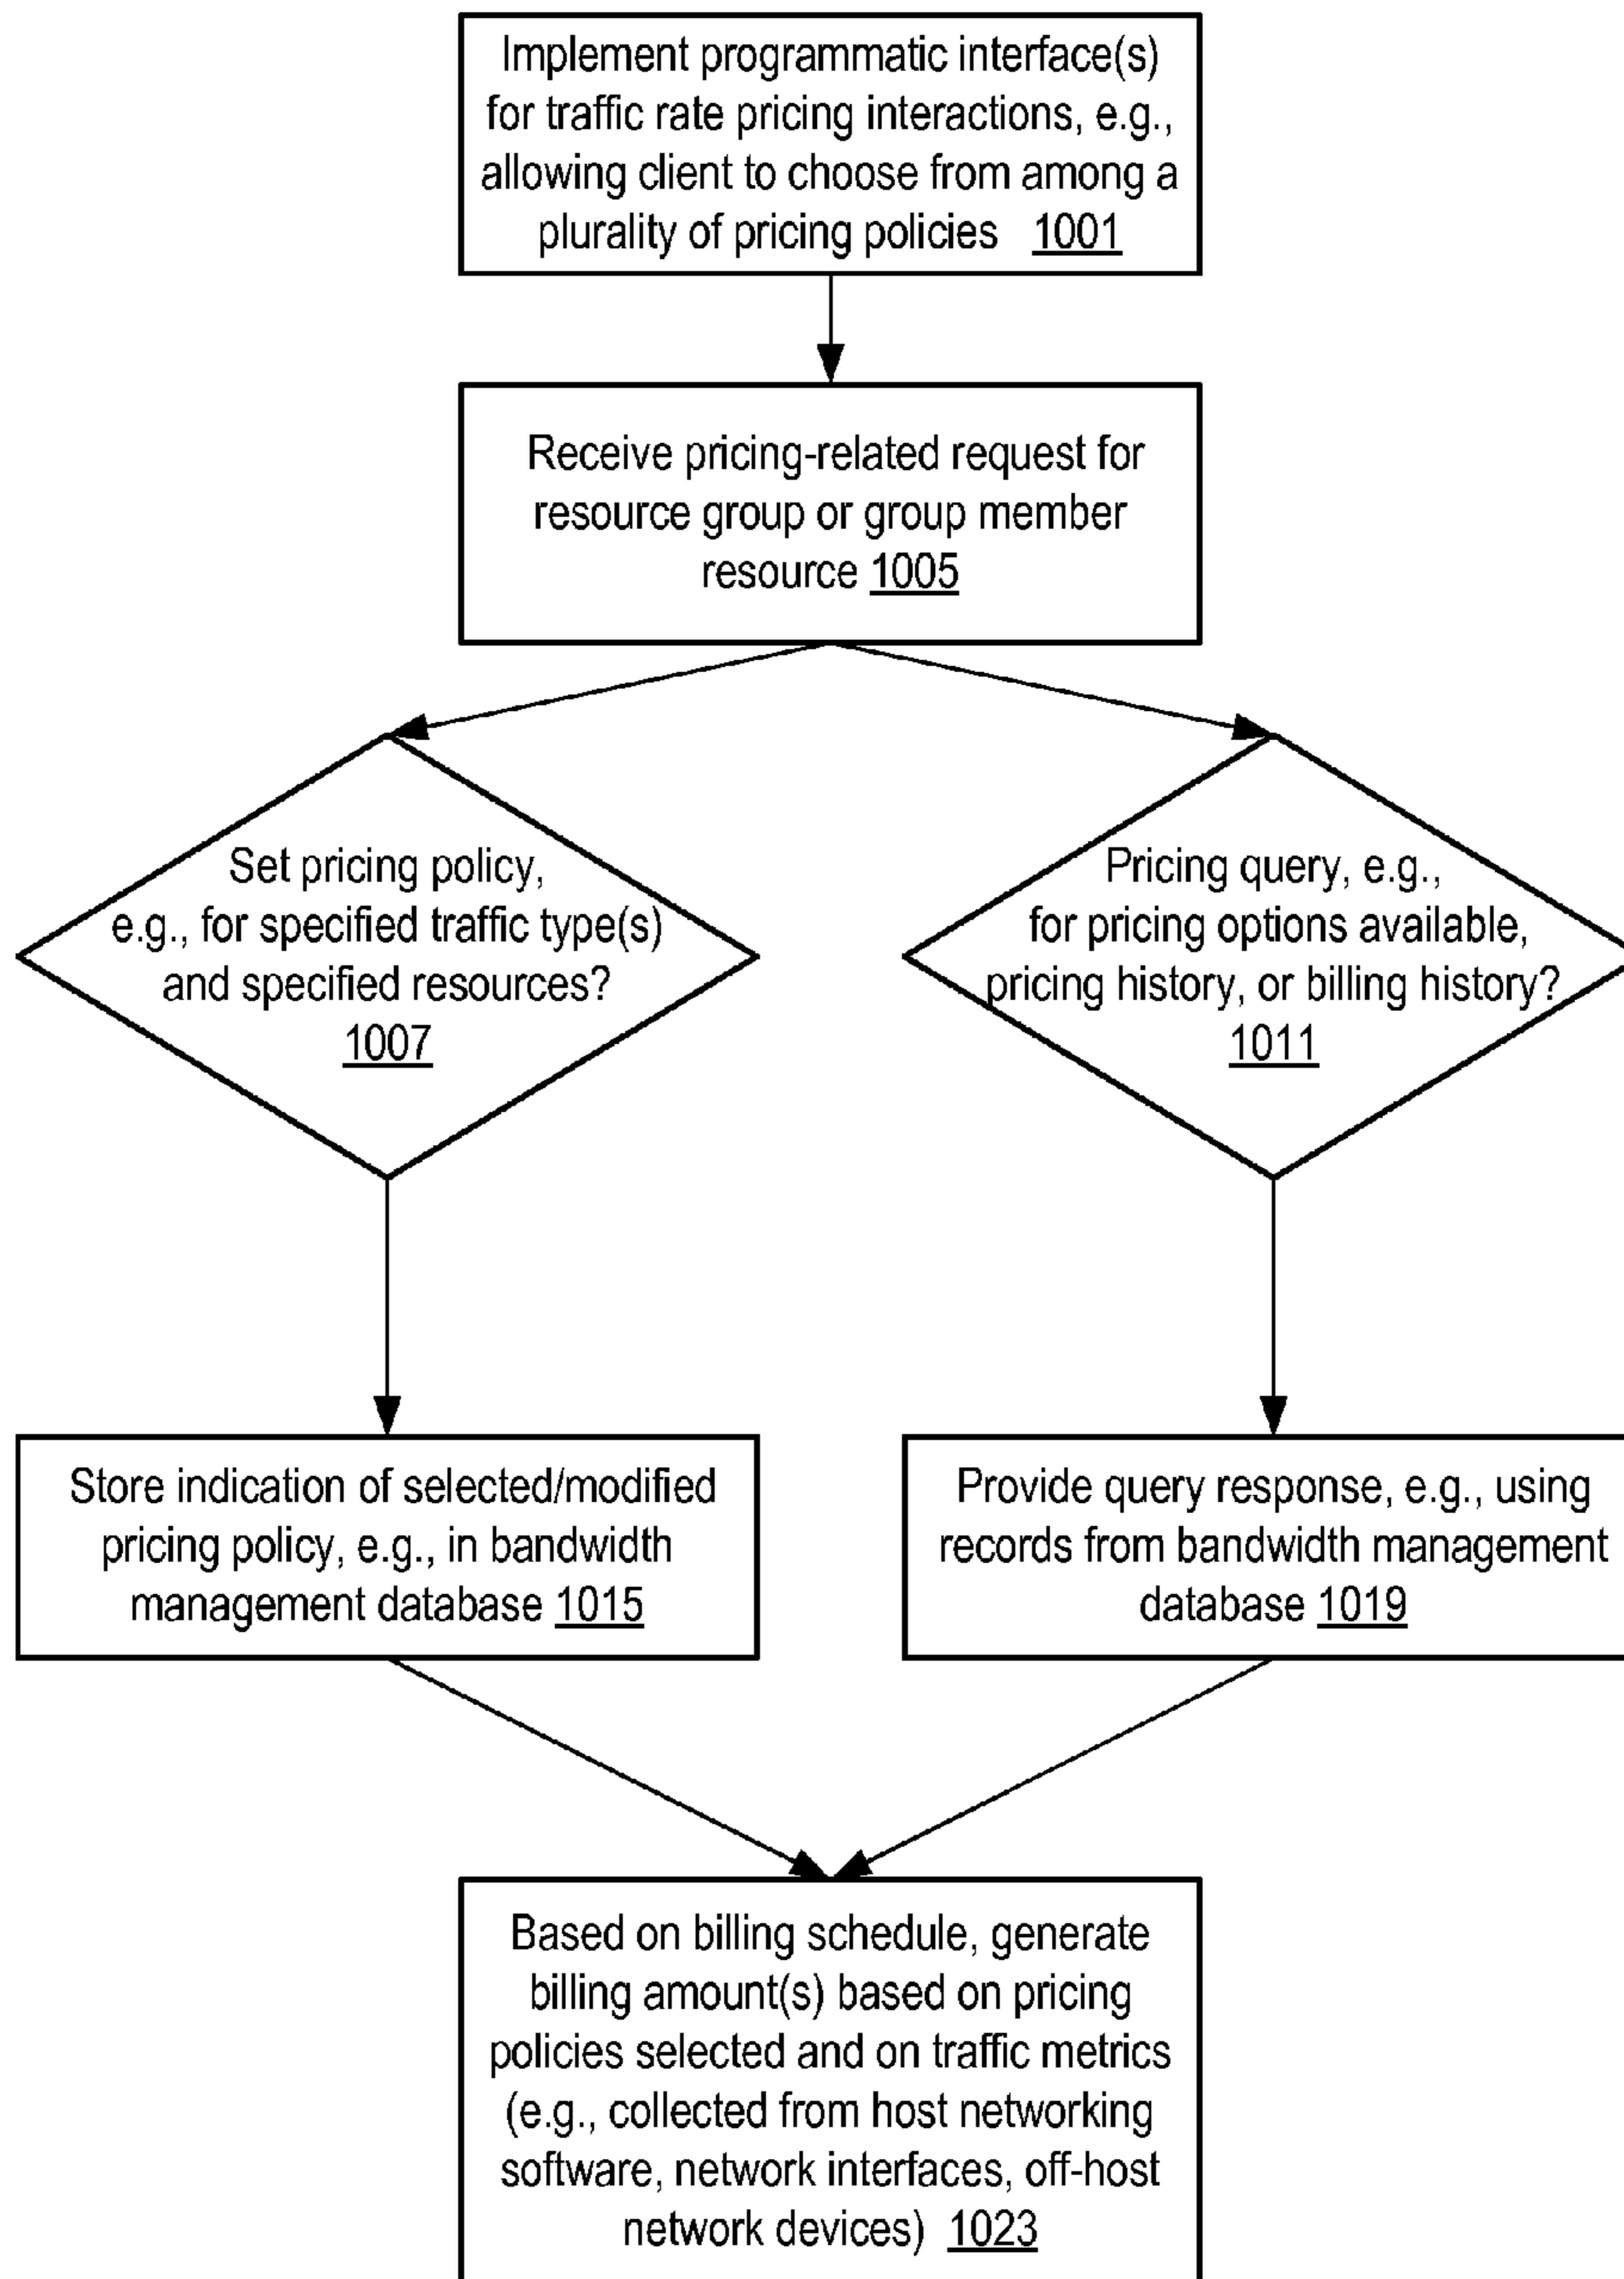 Implement programmatic interface(s)
for traffic rate pricing interactions, e.g.,
allowing client to choose from among a
plurality of pricing policies 1001
Receive pricing-related request for
resource group or group member
resource 1005
Set pricing policy,
e.g., for specified traffic type(s)
and specified resources?
1007
Pricing query, e.g.,
for pricing options available,
pricing history, or billing history?
1011
Store indication of selected/modified
pricing policy, e.g., in bandwidth
management database 1015
Provide query response, e.g., using
records from bandwidth management
database 1019
Based on billing schedule, generate
billing amount(s) based on pricing
policies selected and on traffic metrics
(e.g., collected from host networking
software, network interfaces, off-host
network devices) 1023